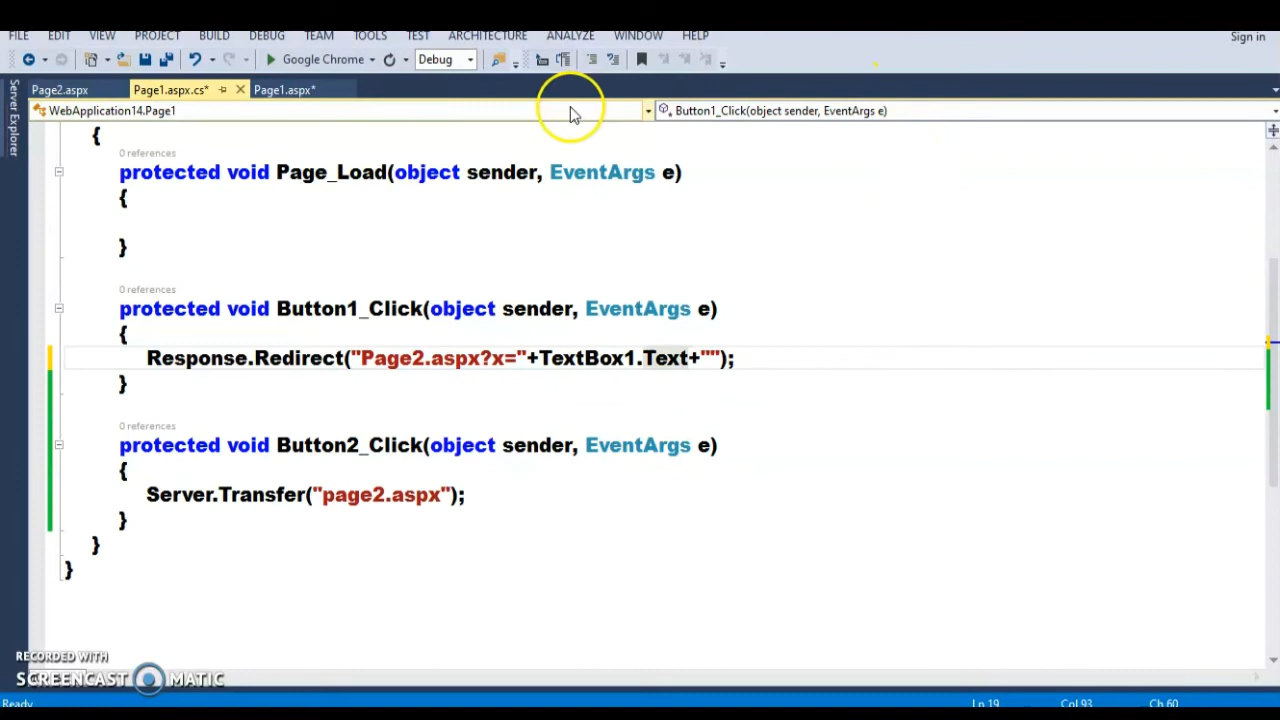 FILE EDIT VIEW PROJECT BUILD DEBUG TEAM TOOLS TEST ARCHITECTURE ANALYZE WINDOW HELP Sign in
Google Chrome Debug
Server Explorer
Page2.aspx Page1.aspx.cs* Page1.aspx*
WebApplication14.Page1 Button1_Click(object sender, EventArgs e)
{
0 references
protected void Page_Load(object sender, EventArgs e)
{
}
0 references
protected void Button1_Click(object sender, EventArgs e)
{
Response.Redirect("Page2.aspx?x="+TextBox1.Text+"");
}
0 references
protected void Button2_Click(object sender, EventArgs e)
{
Server.Transfer("page2.aspx");
}
}
}
RECORDED WITH
SCREENCAST MATIC
Ready Ln 19 Col 93 Ch 60